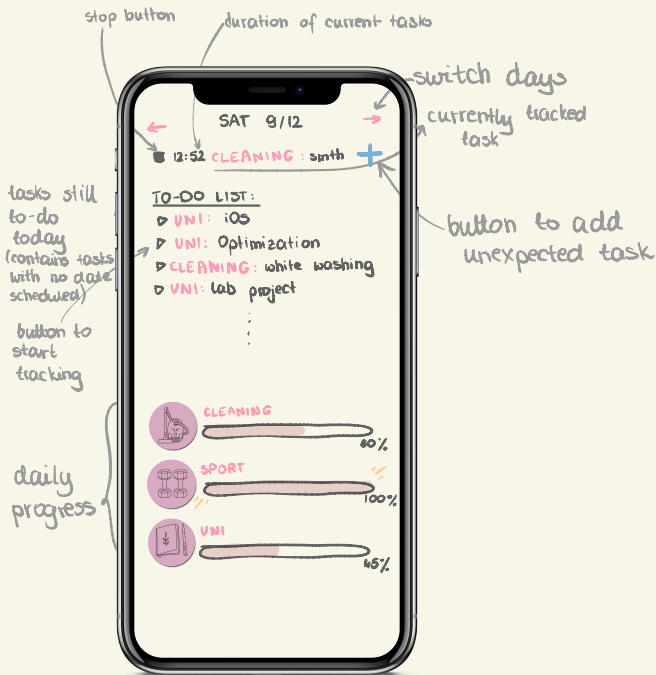 stop button
duration of current tasks
switch days
SAT 9/12
currently tracked
task
12:52 CLEANING: smth
tasks still
to-do
today
(contains tasks
with no date
scheduled)
TO-DO LIST:
UNI: iOS
UNI: Optimization
CLEANING: white washing
UNI: lab project
button to add
unexpected task
button to
start
tracking
daily
progress
CLEANING
60%
SPORT
100%
UNI
45%